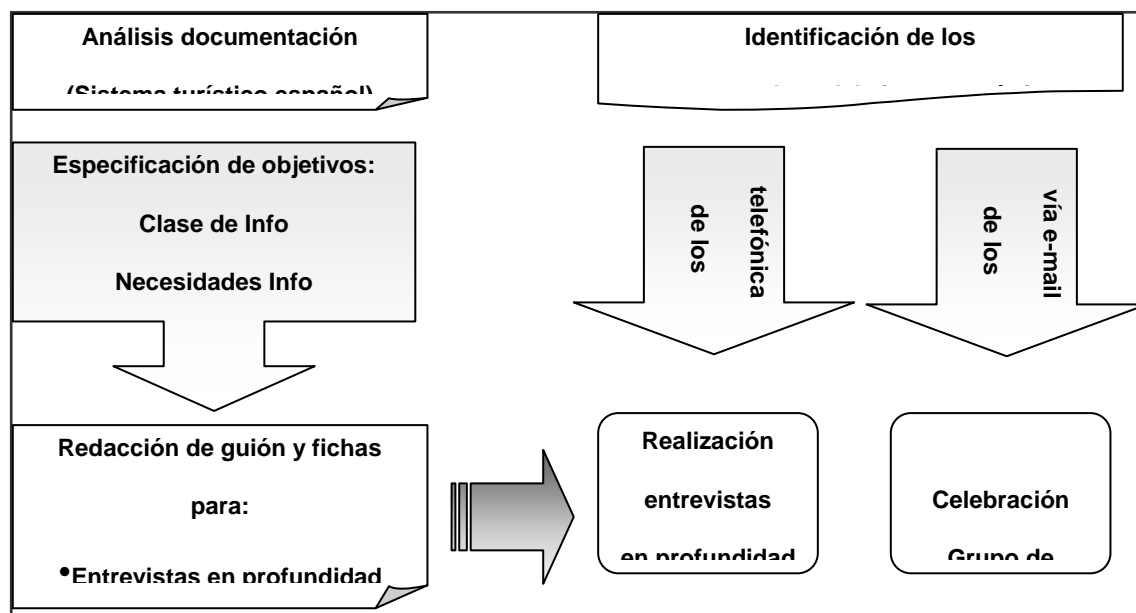 Análisis documentación
(Sistema turístico español)
Identificación de los
Especificación de objetivos:
Clase de Info
Necesidades Info
telefónica
de los
vía e-mail
de los
Redacción de guión y fichas
para:
•Entrevistas en profundidad
Realización
entrevistas
en profundidad
Celebración
Grupo de